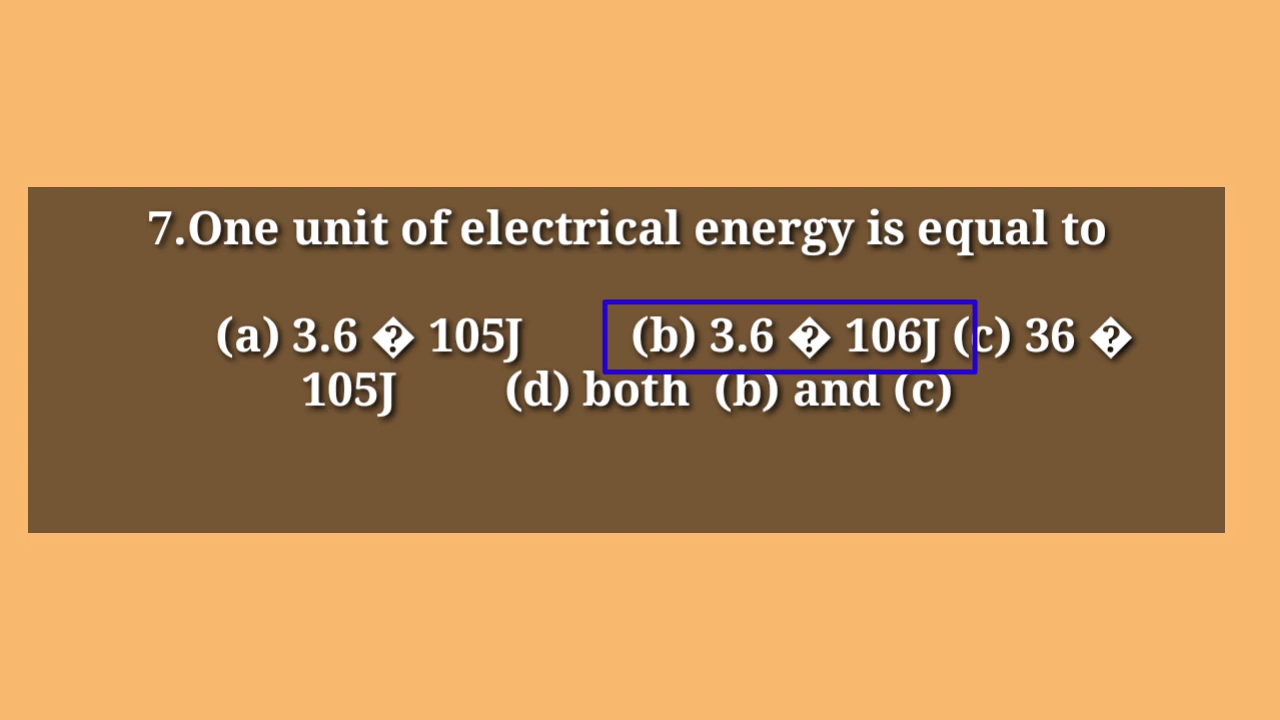 7.One unit of electrical energy is equal to
(a) 3.6 � 105J (b) 3.6 � 106J (c) 36 �
105J (d) both (b) and (c)